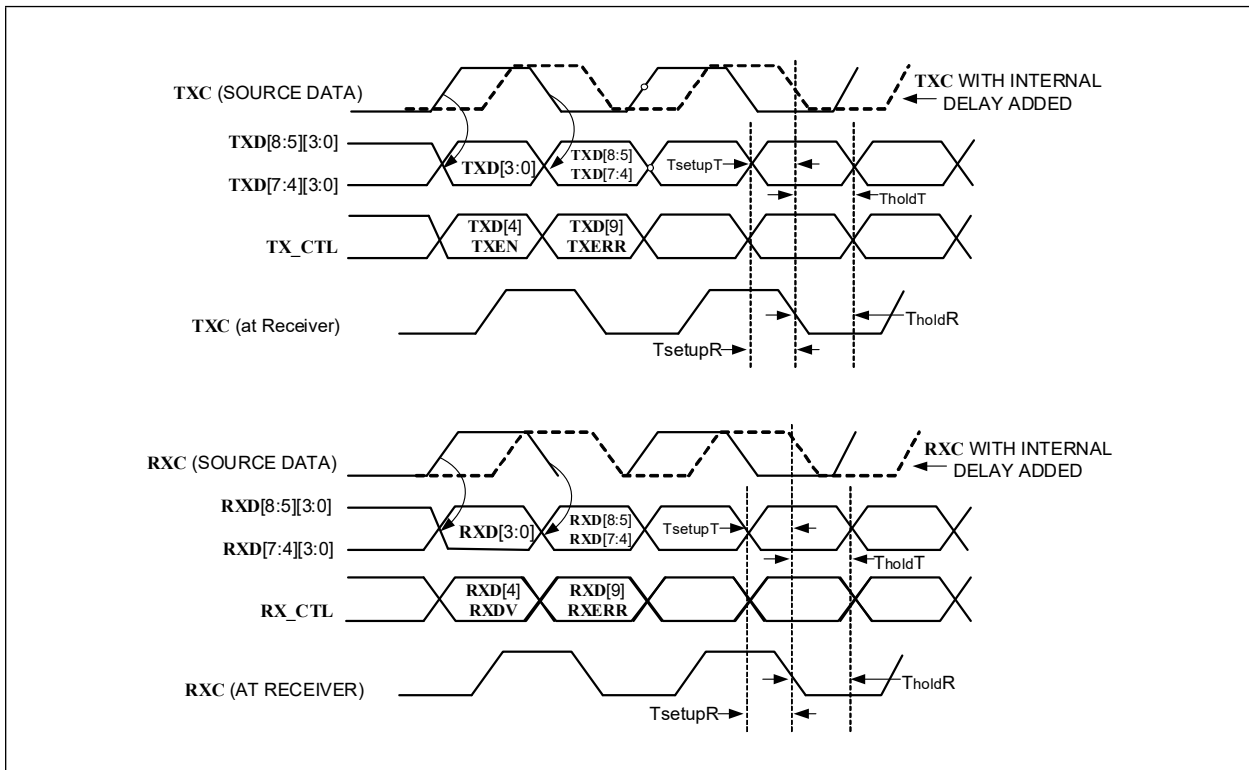 TXC (SOURCE DATA)
TXC WITH INTERNAL
DELAY ADDED
TXD[8:5][3:0]
TXD[7:4][3:0]
TXD[3:0]
TXD[8:5]
TXD[7:4]
TsetupT
TholdT
TX_CTL
TXD[4]
TXEN
TXD[9]
TXERR
TXC (at Receiver)
TholdR
TsetupR
RXC (SOURCE DATA)
RXC WITH INTERNAL
DELAY ADDED
RXD[8:5][3:0]
RXD[7:4][3:0]
RXD[3:0]
RXD[8:5]
RXD[7:4]
TsetupT
TholdT
RX_CTL
RXD[4]
RXDV
RXD[9]
RXERR
RXC (AT RECEIVER)
TholdR
TsetupR